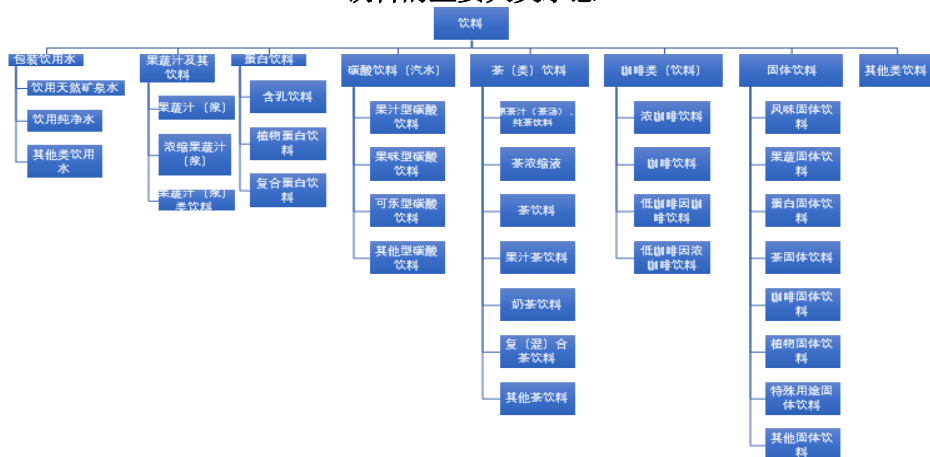 饮料
包装饮用水
饮用天然矿泉水
饮用纯净水
其他类饮用
水
果蔬汁及其
饮料
果蔬汁（浆）
浓缩果蔬汁
（浆）
果蔬汁（浆）
类饮料
蛋白饮料
含乳饮料
植物蛋白饮
料
复合蛋白饮
料
碳酸饮料（汽水）
果汁型碳酸
饮料
果味型碳酸
饮料
可乐型碳酸
饮料
其他型碳酸
饮料
茶（类）饮料
原茶汁（茶汤）、
纯茶饮料
茶浓缩液
茶饮料
果汁茶饮料
奶茶饮料
复（混）合
茶饮料
其他茶饮料
咖啡类（饮料）
浓咖啡饮料
咖啡饮料
低咖啡因咖
啡饮料
低咖啡因浓
咖啡饮料
固体饮料
风味固体饮
料
果蔬固体饮
料
蛋白固体饮
料
茶固体饮料
咖啡固体饮
料
植物固体饮
料
特殊用途固
体饮料
其他固体饮
料
其他类饮料